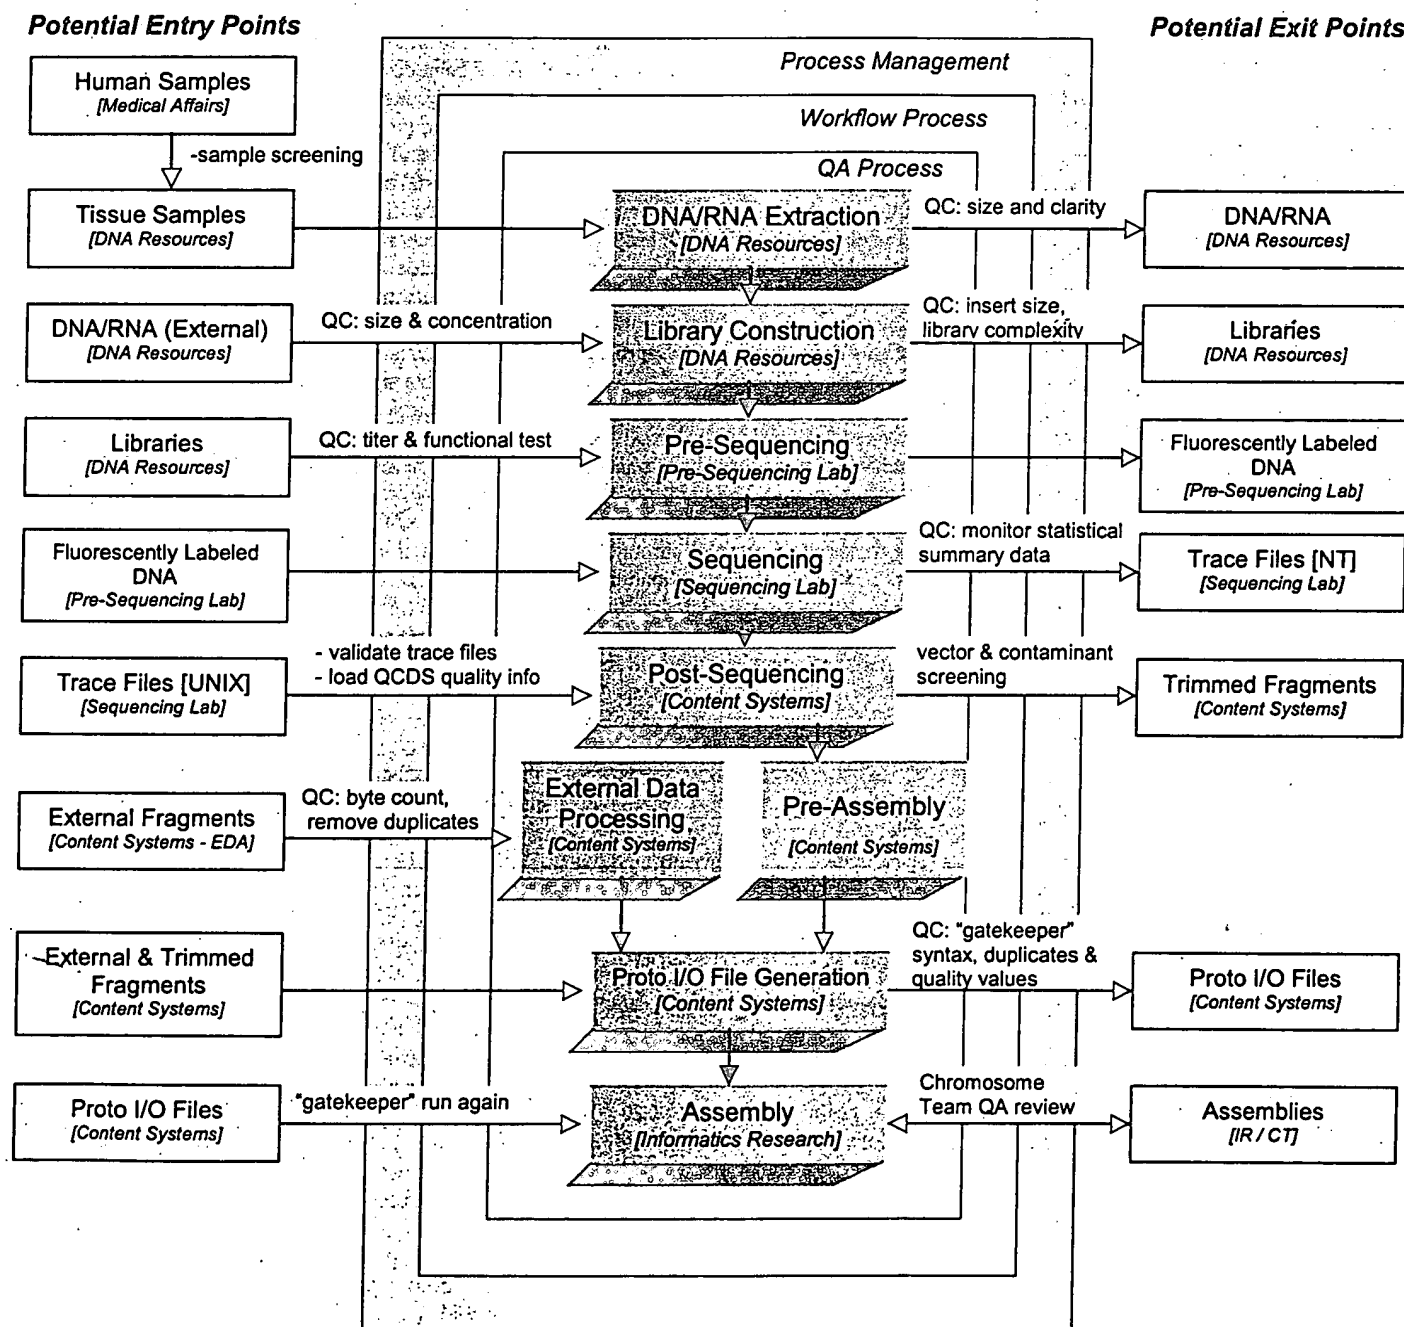 Potential Entry Points
Potential Exit Points
Process Management
Human Samples
[Medical Affairs]
Workflow Process
-sample screening
QA Process
Tissue Samples
[DNA Resources]
DNA/RNA Extraction
[DNA Resources]
QC: size and clarity
DNA/RNA
[DNA Resources]
DNA/RNA (External)
[DNA Resources]
QC: size & concentration
Library Construction
[DNA Resources]
QC: insert size,
library complexity
Libraries
[DNA Resources]
Libraries
[DNA Resources]
QC: titer & functional test
Pre-Sequencing
[Pre-Sequencing Lab]
Fluorescently Labeled
DNA
[Pre-Sequencing Lab]
Fluorescently Labeled
DNA
[Pre-Sequencing Lab]
Sequencing
[Sequencing Lab]
QC: monitor statistical
summary data
Trace Files [NT]
[Sequencing Lab]
Trace Files [UNIX]
[Sequencing Lab]
- validate trace files
- load QCDS quality info
Post-Sequencing
[Content Systems]
vector & contaminant
screening
Trimmed Fragments
[Content Systems]
External Fragments
[Content Systems - EDA]
QC: byte count,
remove duplicates
External Data
Processing
[Content Systems]
Pre-Assembly
[Content Systems]
External & Trimmed
Fragments
[Content Systems]
Proto I/O File Generation
[Content Systems]
QC: "gatekeeper"
syntax, duplicates &
quality values
Proto I/O Files
[Content Systems]
Proto I/O Files
[Content Systems]
"gatekeeper" run again
Assembly
[Informatics Research]
Chromosome
Team QA review
Assemblies
[IR / CT]